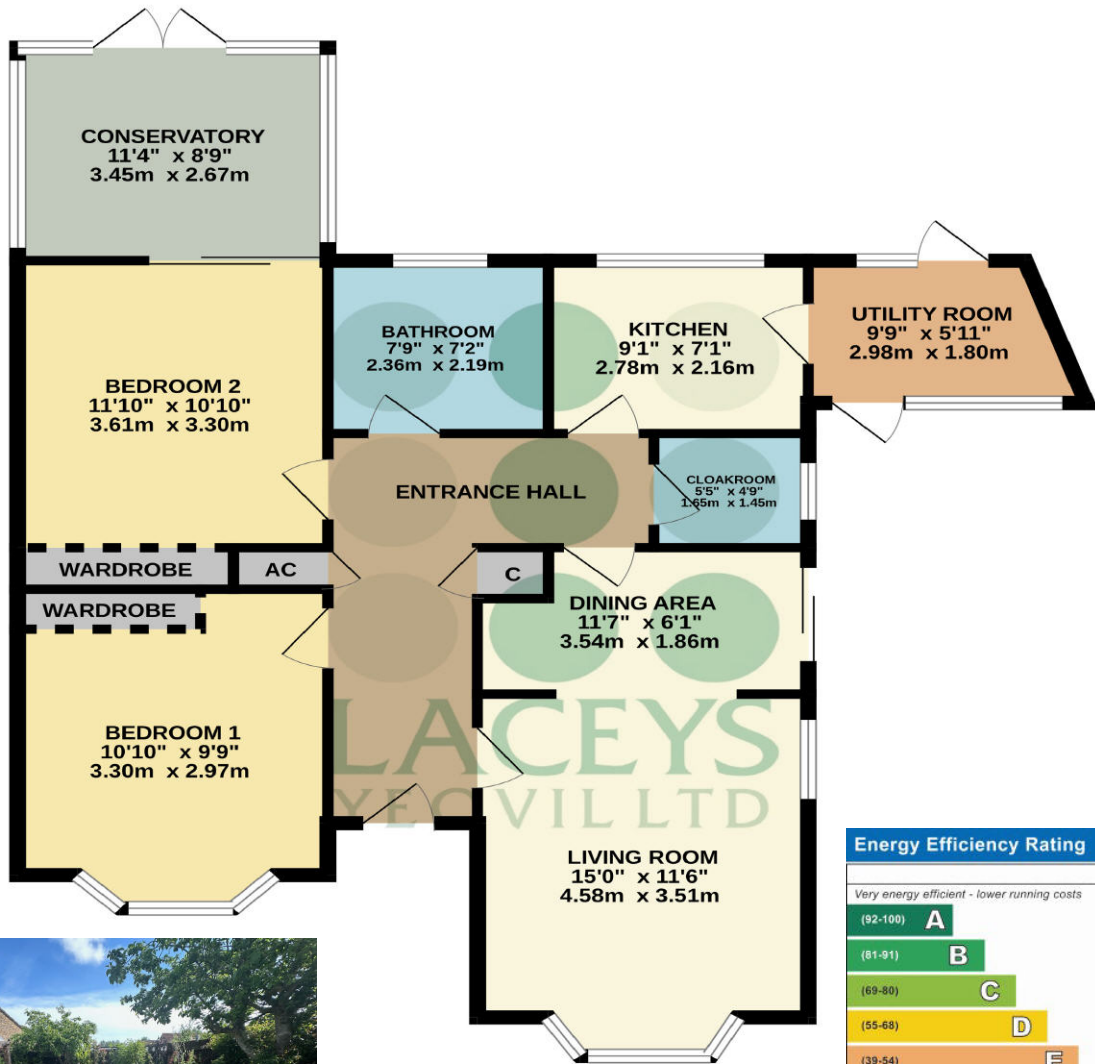 CONSERVATORY
11'4" x 8'9"
3.45m x 2.67m
BATHROOM
7'9" x 7'2"
2.36m x 2.19m
KITCHEN
9'1" x 7'1"
2.78m x 2.16m
UTILITY ROOM
9'9" x 5'11"
2.98m x 1.80m
BEDROOM 2
11'10" x 10'10"
3.61m x 3.30m
ENTRANCE HALL
CLOAKROOM
5'5" x 4'9"
1.65m x 1.45m
WARDROBE
AC
C
WARDROBE
DINING AREA
11'7" x 6'1"
3.54m x 1.86m
BEDROOM 1
10'10" x 9'9"
3.30m x 2.97m
LACEYS
YEOVIL LTD
LIVING ROOM
15'0" x 11'6"
4.58m x 3.51m
Energy Efficiency Rating
Very energy efficient - lower running costs
(92-100) A
(81-91) B
(69-80) C
(55-68) D
(39-54) E